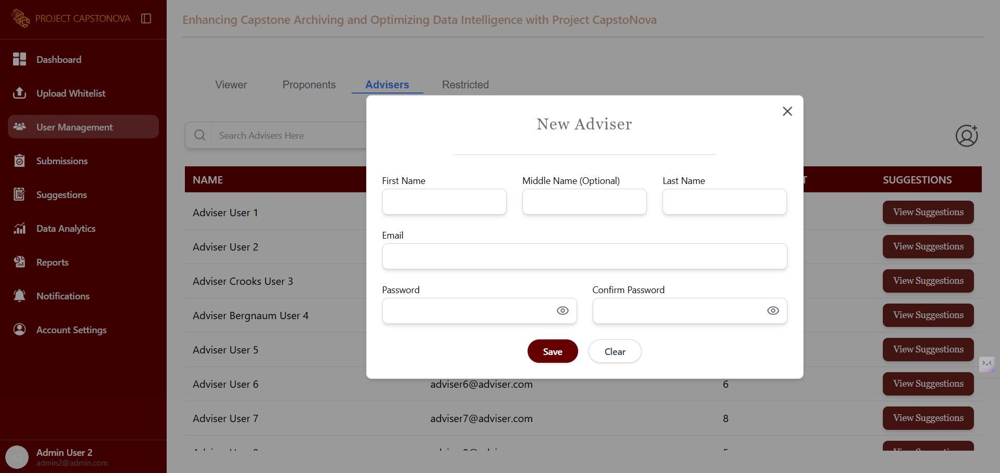 PROJECT CAPSTONOVA
Dashboard
Upload Whitelist
User Management
Submissions
Suggestions
Data Analytics
Reports
Notifications
Account Settings
A2
Admin User 2
admin2@admin.com
Enhancing Capstone Archiving and Optimizing Data Intelligence with Project CapstoNova
Viewer Proponents Advisers Restricted
Search Advisers Here
NAME SUGGESTIONS
Adviser User 1 View Suggestions
Adviser User 2 View Suggestions
Adviser Crooks User 3 View Suggestions
Adviser Bergnaum User 4 View Suggestions
Adviser User 5 View Suggestions
Adviser User 6 adviser6@adviser.com 6 View Suggestions
Adviser User 7 adviser7@adviser.com 8 View Suggestions
New Adviser
First Name Middle Name (Optional) Last Name
Email
Password Confirm Password
Save Clear